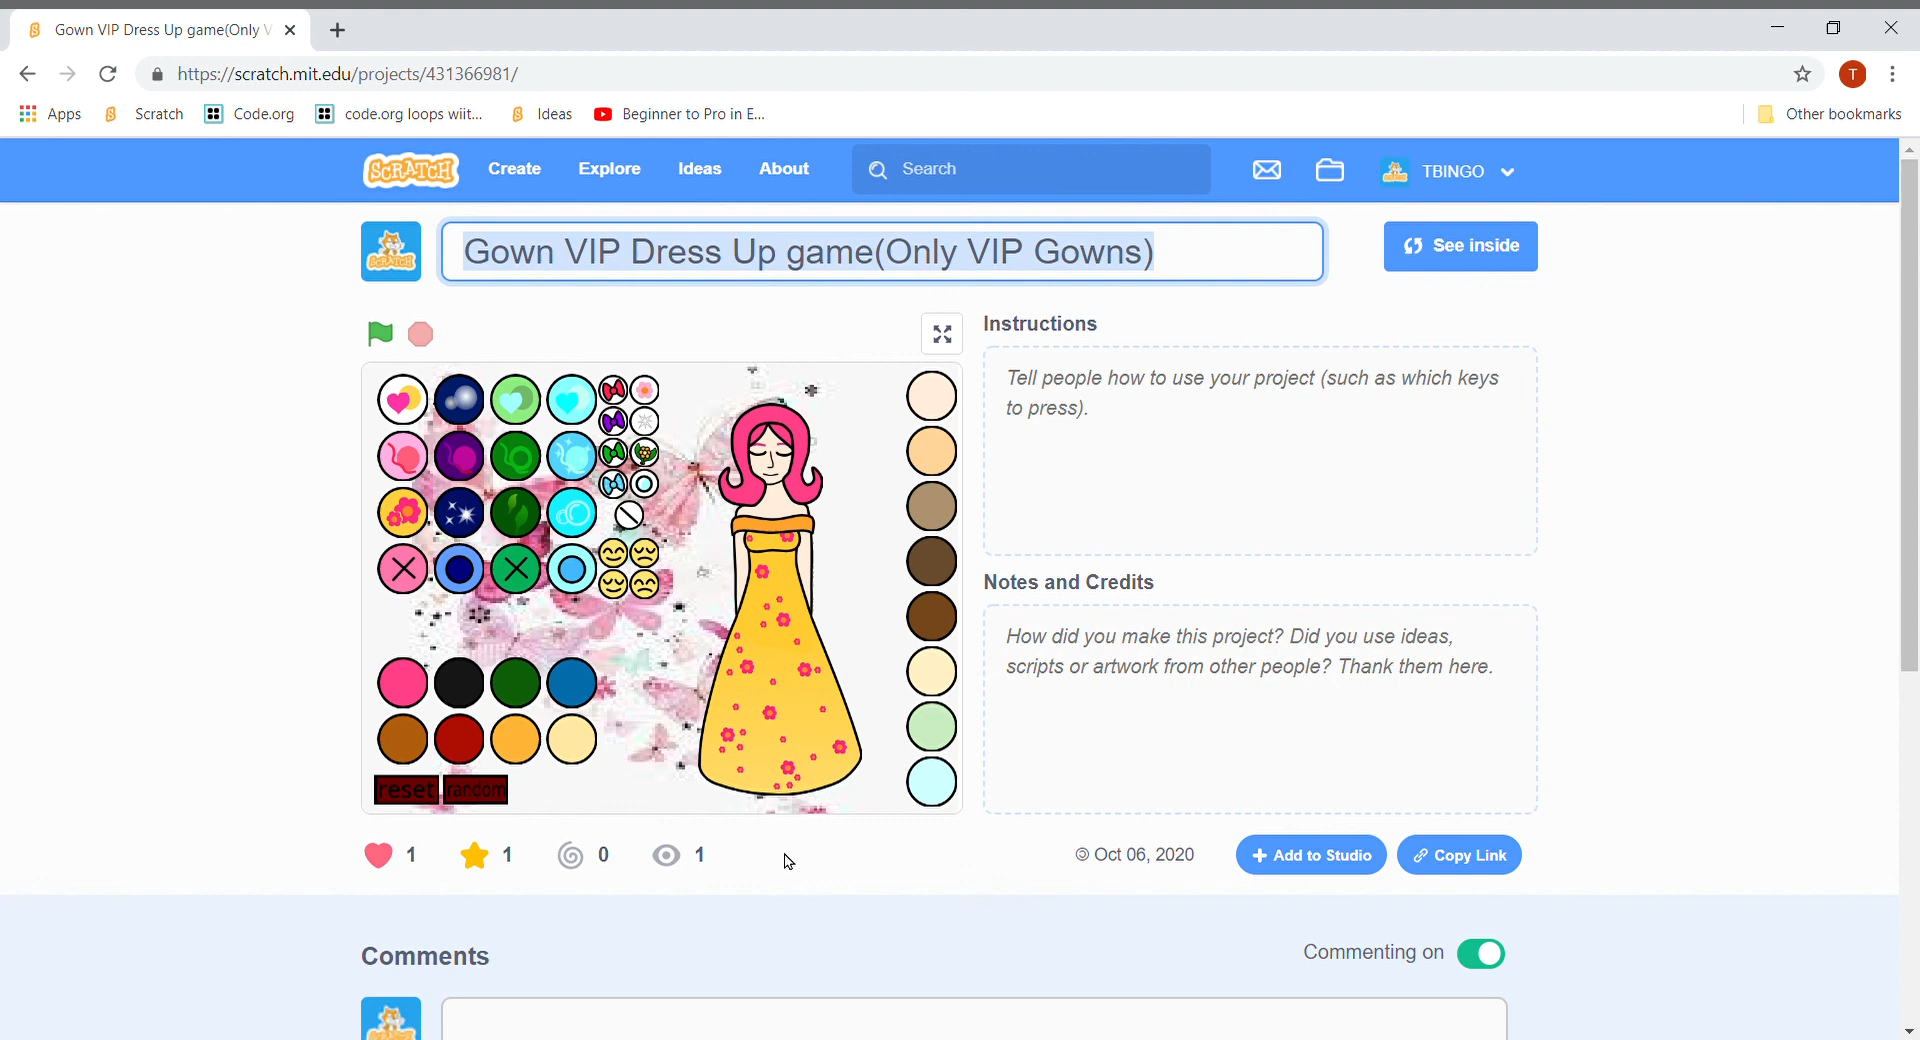 Gown VIP Dress Up game(Only V
https://scratch.mit.edu/projects/431366981/
T
Apps
Scratch
Code.org
code.org loops wiit...
Ideas
Beginner to Pro in E...
Other bookmarks
SCRATCH
Create
Explore
Ideas
About
Search
TBINGO
Gown VIP Dress Up game(Only VIP Gowns)
See inside
Instructions
Tell people how to use your project (such as which keys
to press).
Notes and Credits
How did you make this project? Did you use ideas,
scripts or artwork from other people? Thank them here.
reset
random
1
1
0
1
Oct 06, 2020
Add to Studio
Copy Link
Comments
Commenting on